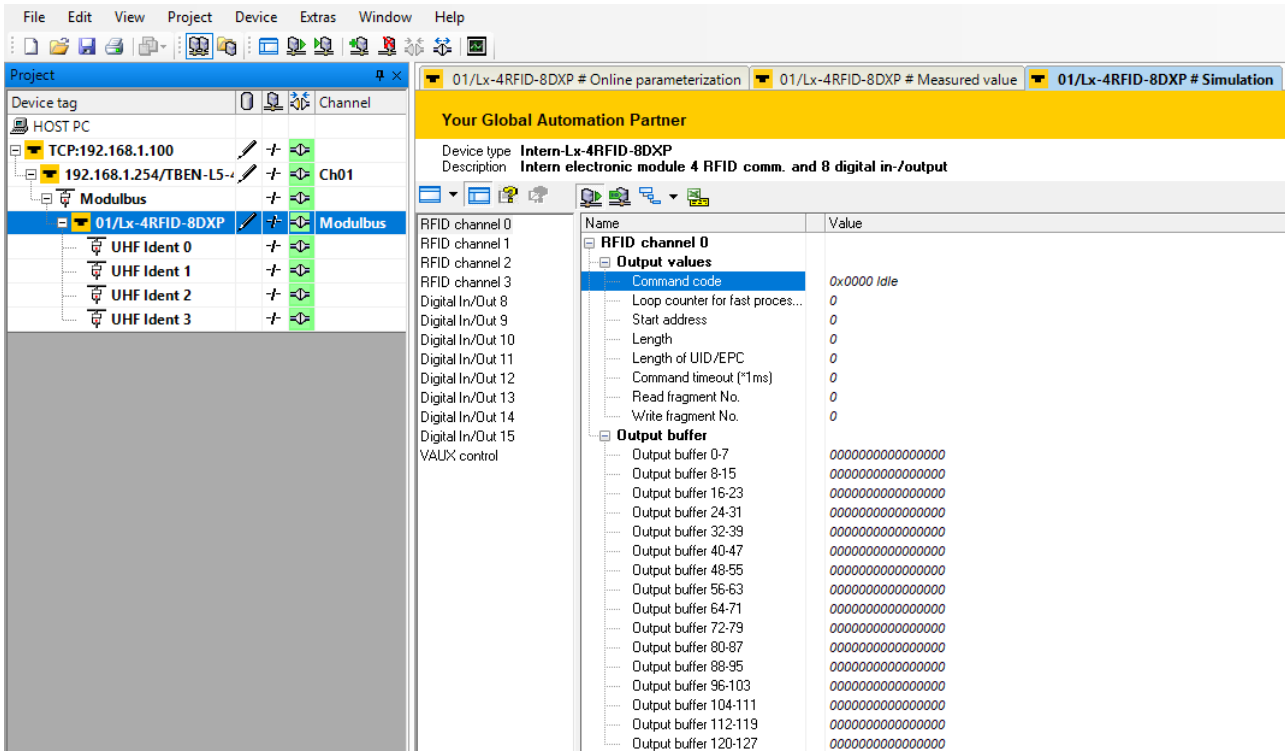 File Edit View Project Device Extras Window Help
Project
Device tag Channel
HOST PC
TCP:192.168.1.100
192.168.1.254/TBEN-L5-4 Ch01
Modulbus
01/Lx-4RFID-8DXP Modulbus
UHF Ident 0
UHF Ident 1
UHF Ident 2
UHF Ident 3
01/Lx-4RFID-8DXP # Online parameterization 01/Lx-4RFID-8DXP # Measured value 01/Lx-4RFID-8DXP # Simulation
Your Global Automation Partner
Device type Intern-Lx-4RFID-8DXP
Description Intern electronic module 4 RFID comm. and 8 digital in-/output
RFID channel 0
RFID channel 1
RFID channel 2
RFID channel 3
Digital In/Out 8
Digital In/Out 9
Digital In/Out 10
Digital In/Out 11
Digital In/Out 12
Digital In/Out 13
Digital In/Out 14
Digital In/Out 15
VAUX control
Name Value
RFID channel 0
Output values
Command code 0x0000 Idle
Loop counter for fast proces... 0
Start address 0
Length 0
Length of UID/EPC 0
Command timeout (*1ms) 0
Read fragment No. 0
Write fragment No. 0
Output buffer
Output buffer 0-7 0000000000000000
Output buffer 8-15 0000000000000000
Output buffer 16-23 0000000000000000
Output buffer 24-31 0000000000000000
Output buffer 32-39 0000000000000000
Output buffer 40-47 0000000000000000
Output buffer 48-55 0000000000000000
Output buffer 56-63 0000000000000000
Output buffer 64-71 0000000000000000
Output buffer 72-79 0000000000000000
Output buffer 80-87 0000000000000000
Output buffer 88-95 0000000000000000
Output buffer 96-103 0000000000000000
Output buffer 104-111 0000000000000000
Output buffer 112-119 0000000000000000
Output buffer 120-127 0000000000000000